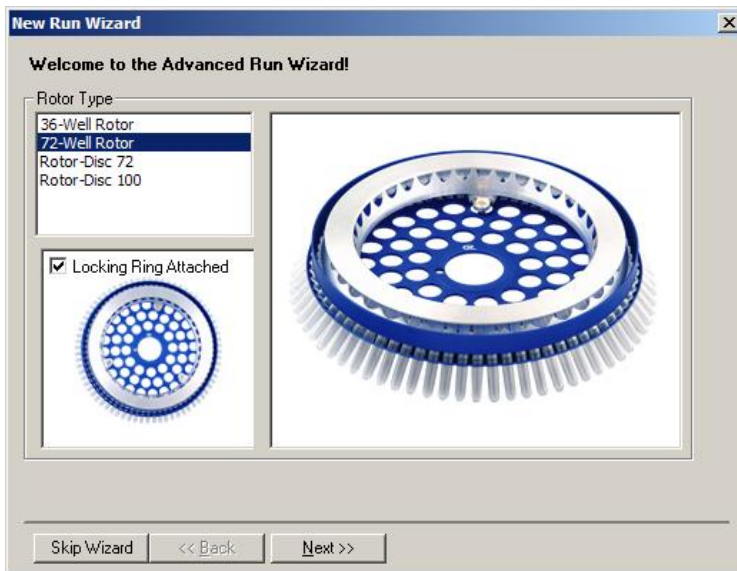 New Run Wizard
Welcome to the Advanced Run Wizard!
Rotor Type
36-Well Rotor
72-Well Rotor
Rotor-Disc 72
Rotor-Disc 100
Locking Ring Attached
Skip Wizard
<< Back
Next >>